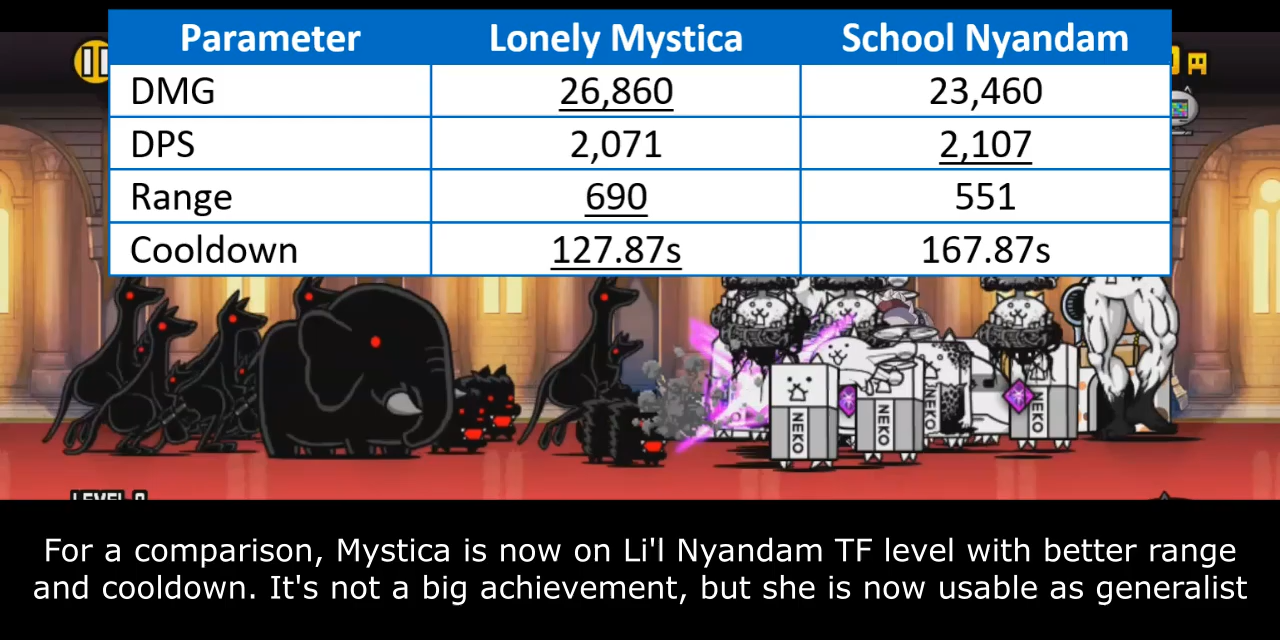 Parameter Lonely Mystica School Nyandam
DMG 26,860 23,460
DPS 2,071 2,107
Range 690 551
Cooldown 127.87s 167.87s
NEKO NEKO NEKO NEKO
For a comparison, Mystica is now on Li'l Nyandam TF level with better range
and cooldown. It's not a big achievement, but she is now usable as generalist